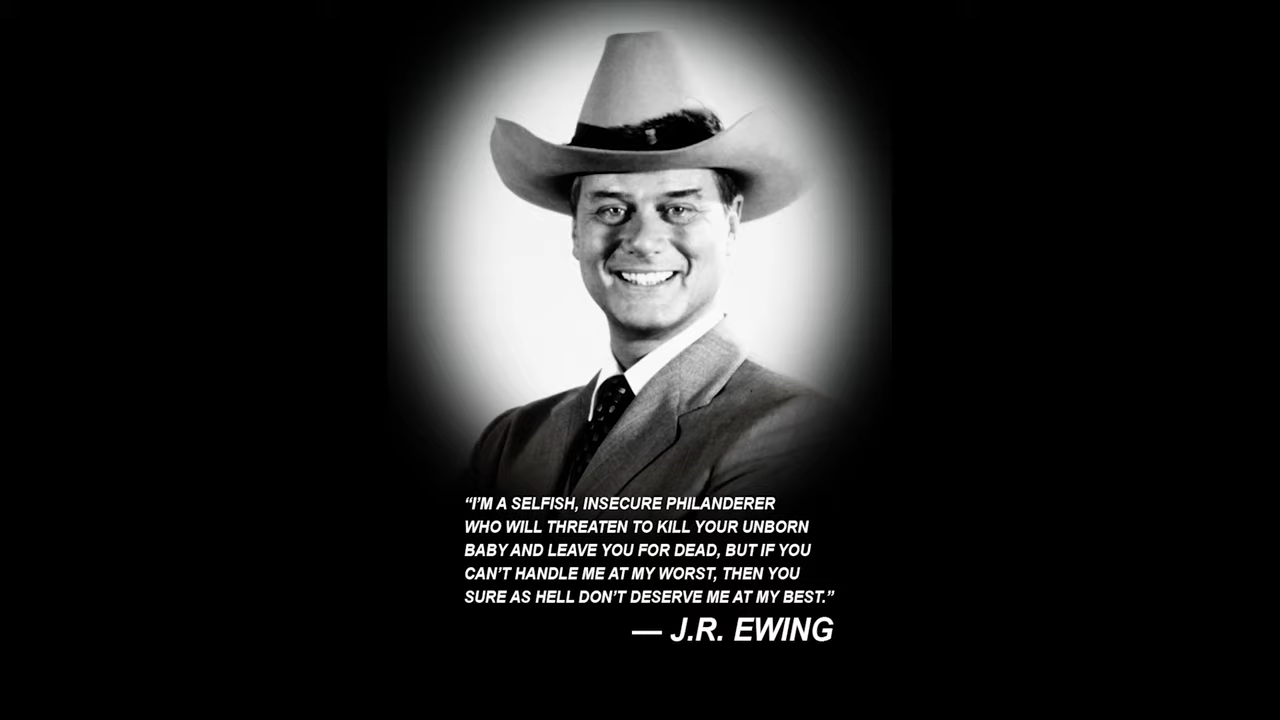 “I’M A SELFISH, INSECURE PHILANDERER
WHO WILL THREATEN TO KILL YOUR UNBORN
BABY AND LEAVE YOU FOR DEAD, BUT IF YOU
CAN’T HANDLE ME AT MY WORST, THEN YOU
SURE AS HELL DON’T DESERVE ME AT MY BEST.”
— J.R. EWING